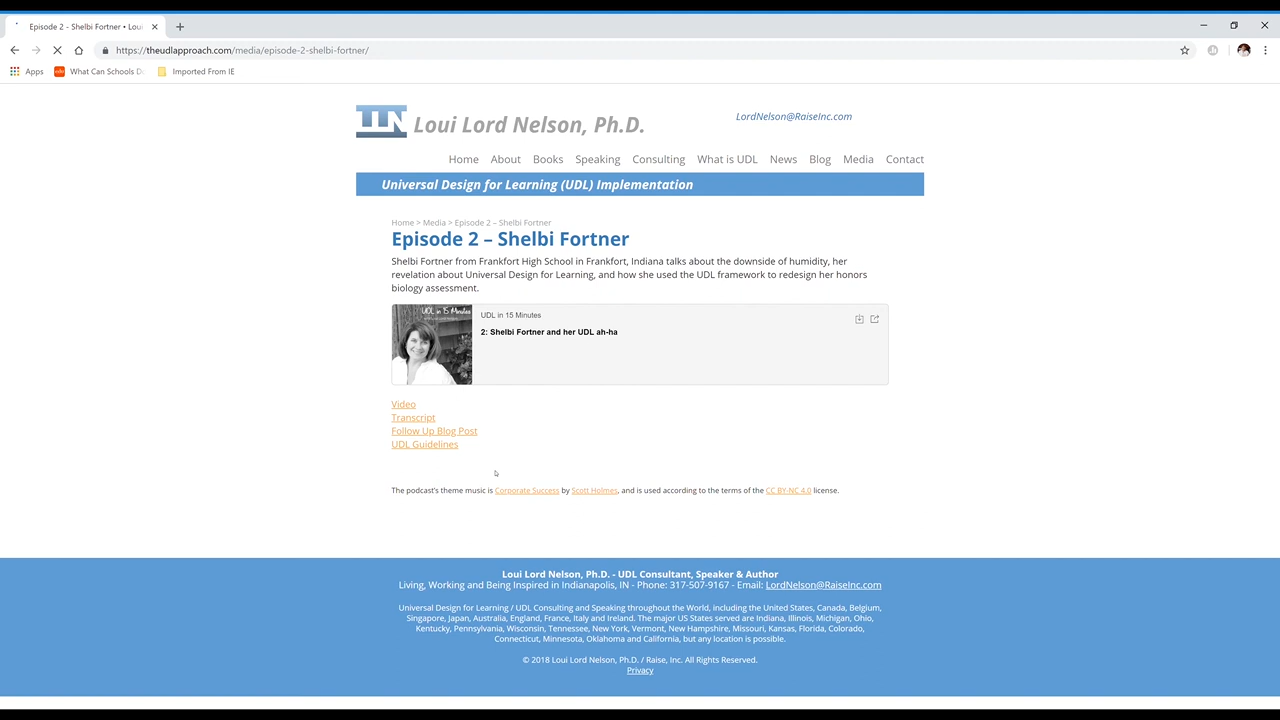 Episode 2 - Shelbi Fortner • Loui
https://theudlapproach.com/media/episode-2-shelbi-fortner/
Apps
What Can Schools D
Imported From IE
LLN
Loui Lord Nelson, Ph.D.
LordNelson@RaiseInc.com
Home About Books Speaking Consulting What is UDL News Blog Media Contact
Universal Design for Learning (UDL) Implementation
Home > Media > Episode 2 – Shelbi Fortner
Episode 2 – Shelbi Fortner
Shelbi Fortner from Frankfort High School in Frankfort, Indiana talks about the downside of humidity, her
revelation about Universal Design for Learning, and how she used the UDL framework to redesign her honors
biology assessment.
UDL in 15 Minutes
UDL in 15 Minutes
2: Shelbi Fortner and her UDL ah-ha
Video
Transcript
Follow Up Blog Post
UDL Guidelines
The podcast's theme music is Corporate Success by Scott Holmes, and is used according to the terms of the CC BY-NC 4.0 license.
Loui Lord Nelson, Ph.D. - UDL Consultant, Speaker & Author
Living, Working and Being Inspired in Indianapolis, IN - Phone: 317-507-9167 - Email: LordNelson@RaiseInc.com
Universal Design for Learning / UDL Consulting and Speaking throughout the World, including the United States, Canada, Belgium,
Singapore, Japan, Australia, England, France, Italy and Ireland. The major US States served are Indiana, Illinois, Michigan, Ohio,
Kentucky, Pennsylvania, Wisconsin, Tennessee, New York, Vermont, New Hampshire, Missouri, Kansas, Florida, Colorado,
Connecticut, Minnesota, Oklahoma and California, but any location is possible.
© 2018 Loui Lord Nelson, Ph.D. / Raise, Inc. All Rights Reserved.
Privacy